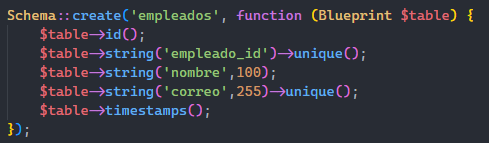 Schema::create('empleados', function (Blueprint $table) {
    $table->id();
    $table->string('empleado_id')->unique();
    $table->string('nombre',100);
    $table->string('correo',255)->unique();
    $table->timestamps();
});